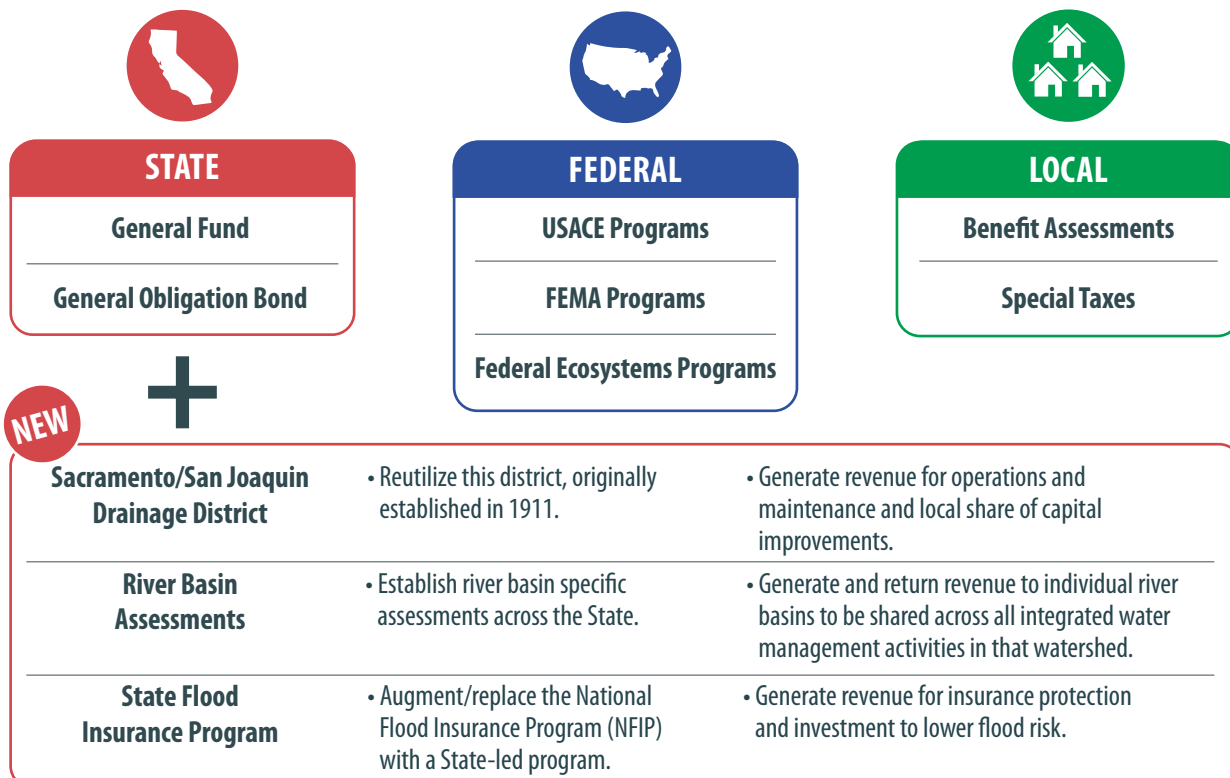 STATE
General Fund
General Obligation Bond
FEDERAL
USACE Programs
FEMA Programs
Federal Ecosystems Programs
LOCAL
Benefit Assessments
Special Taxes
NEW
Sacramento/San Joaquin
Drainage District
• Reutilize this district, originally
established in 1911.
• Generate revenue for operations and
maintenance and local share of capital
improvements.
River Basin
Assessments
• Establish river basin specific
assessments across the State.
• Generate and return revenue to individual river
basins to be shared across all integrated water
management activities in that watershed.
State Flood
Insurance Program
• Augment/replace the National
Flood Insurance Program (NFIP)
with a State-led program.
• Generate revenue for insurance protection
and investment to lower flood risk.